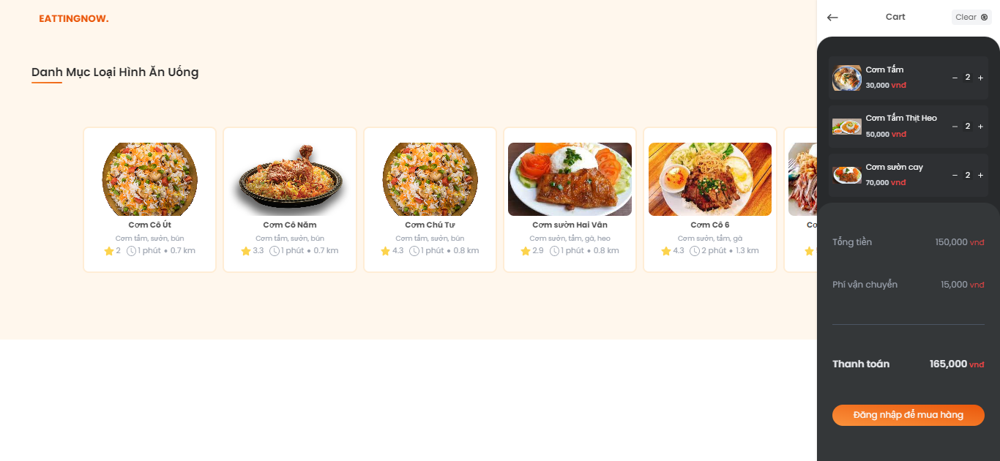 EATTINGNOW.
Danh Mục Loại Hình Ăn Uống
Cơm Cô Út
Cơm tấm, sườn, bún
2 1 phút • 0.7 km
Cơm Cô Năm
Cơm tấm, sườn, bún
3.3 1 phút • 0.7 km
Cơm Chú Tư
Cơm tấm, sườn, bún
4.3 1 phút • 0.8 km
Cơm sườn Hai Vân
Cơm sườn, tấm, gà, heo
2.9 1 phút • 0.8 km
Cơm Cô 6
Cơm sườn, tấm, gà
4.3 2 phút • 1.3 km
Cart
Clear
Cơm Tấm
30,000 vnđ
− 2 +
Cơm Tấm Thịt Heo
50,000 vnđ
− 2 +
Cơm sườn cay
70,000 vnđ
− 2 +
Tổng tiền 150,000 vnđ
Phí vận chuyển 15,000 vnđ
Thanh toán 165,000 vnđ
Đăng nhập để mua hàng